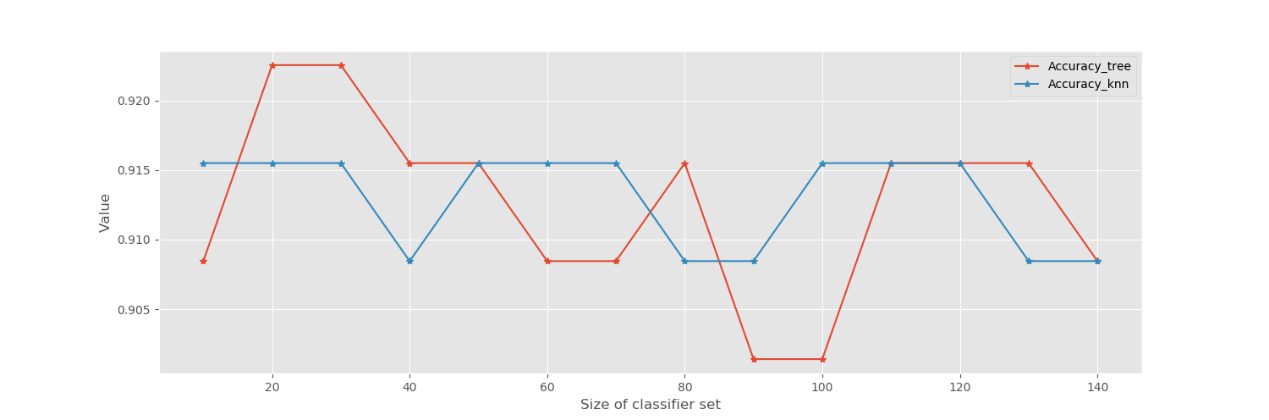 Accuracy_tree
Accuracy_knn
0.920
0.915
0.910
0.905
Value
20 40 60 80 100 120 140
Size of classifier set